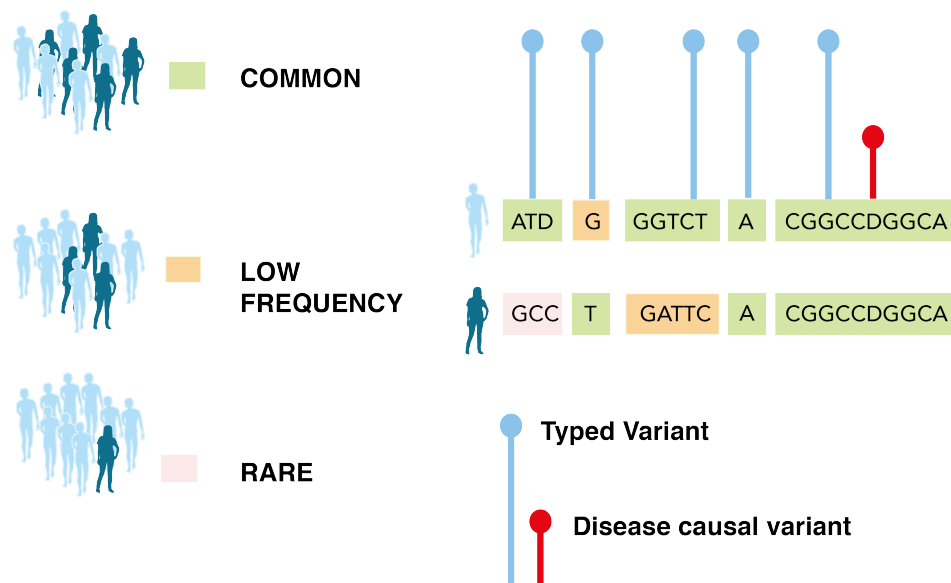 COMMON
LOW
FREQUENCY
RARE
ATD G GGTCT A CGGCCDGGCA
GCC T GATTC A CGGCCDGGCA
Typed Variant
Disease causal variant